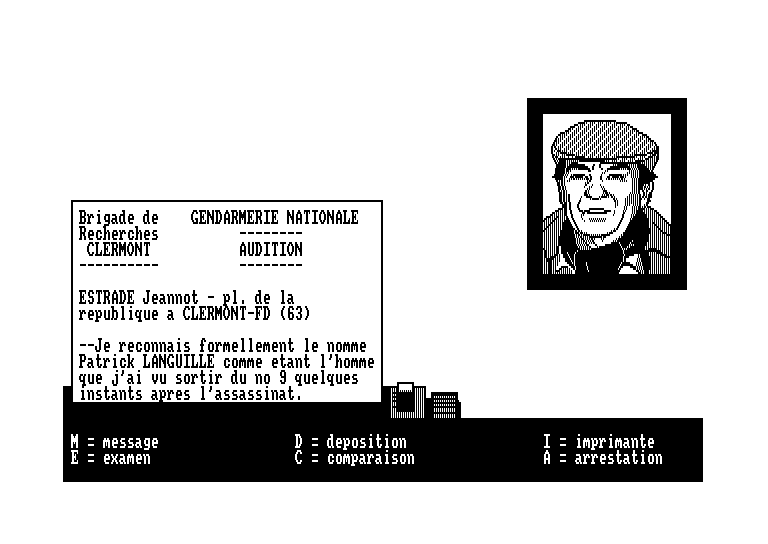 Brigade de GENDARMERIE NATIONALE
Recherches --------
CLERMONT AUDITION
---------- --------
ESTRADE Jeannot - pl. de la
republique a CLERMONT-FD (63)
--Je reconnais formellement le nomme
Patrick LANGUILLE comme etant l'homme
que j'ai vu sortir du no 9 quelques
instants apres l'assassinat.
M = message D = deposition I = imprimante
E = examen C = comparaison A = arrestation